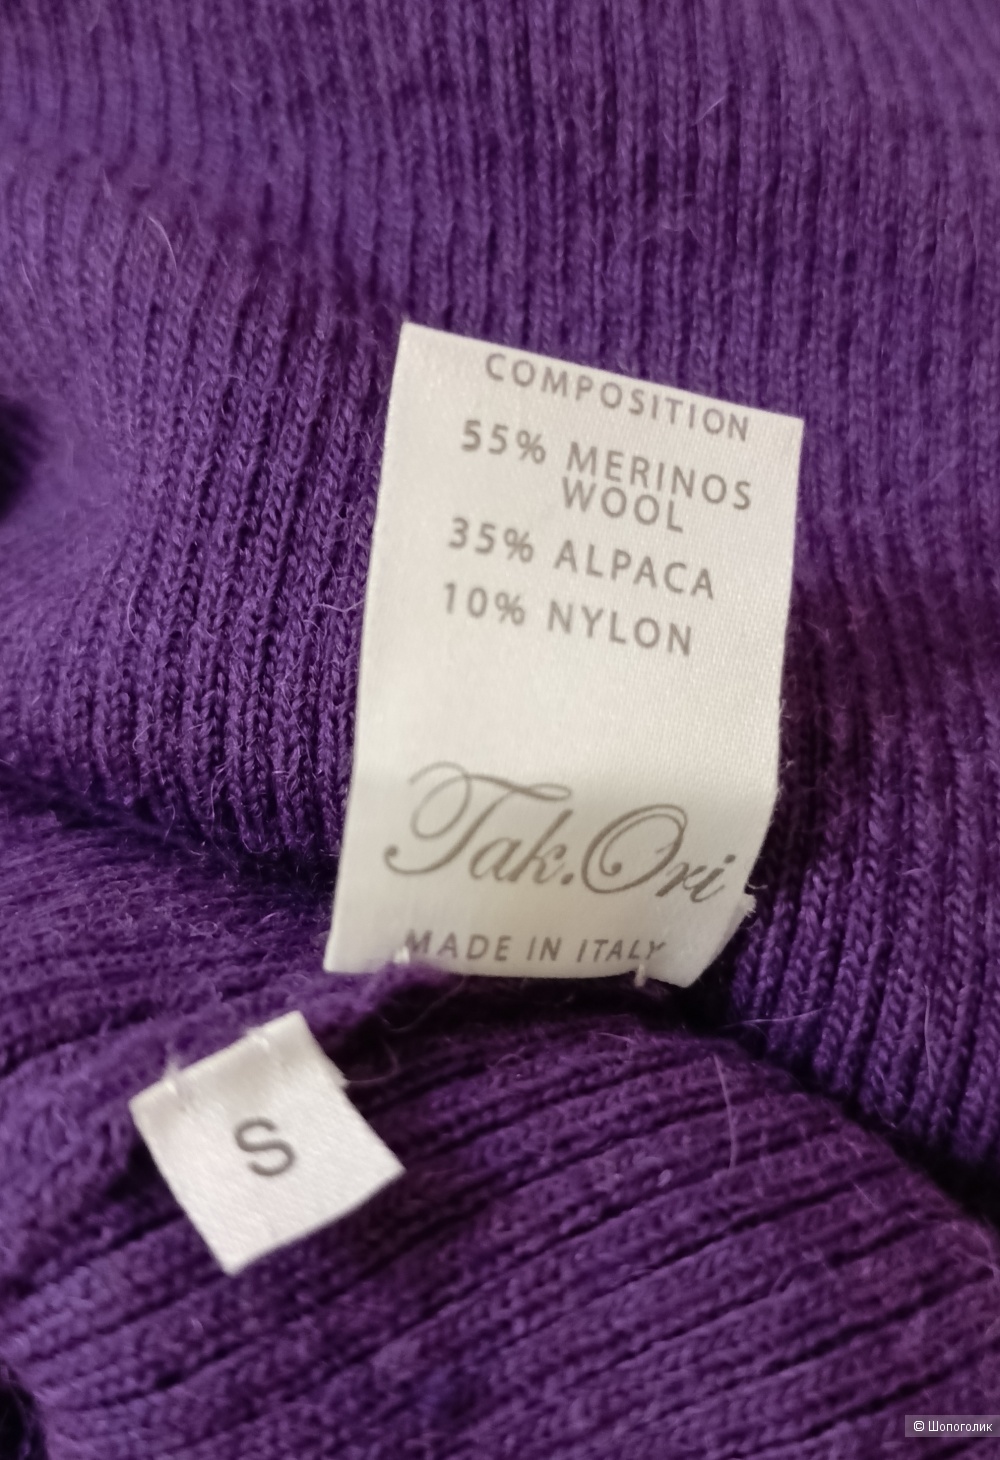 COMPOSITION
55% MERINOS
WOOL
35% ALPACA
10% NYLON
Tak.Ori
MADE IN ITALY
S
© Шопоголик